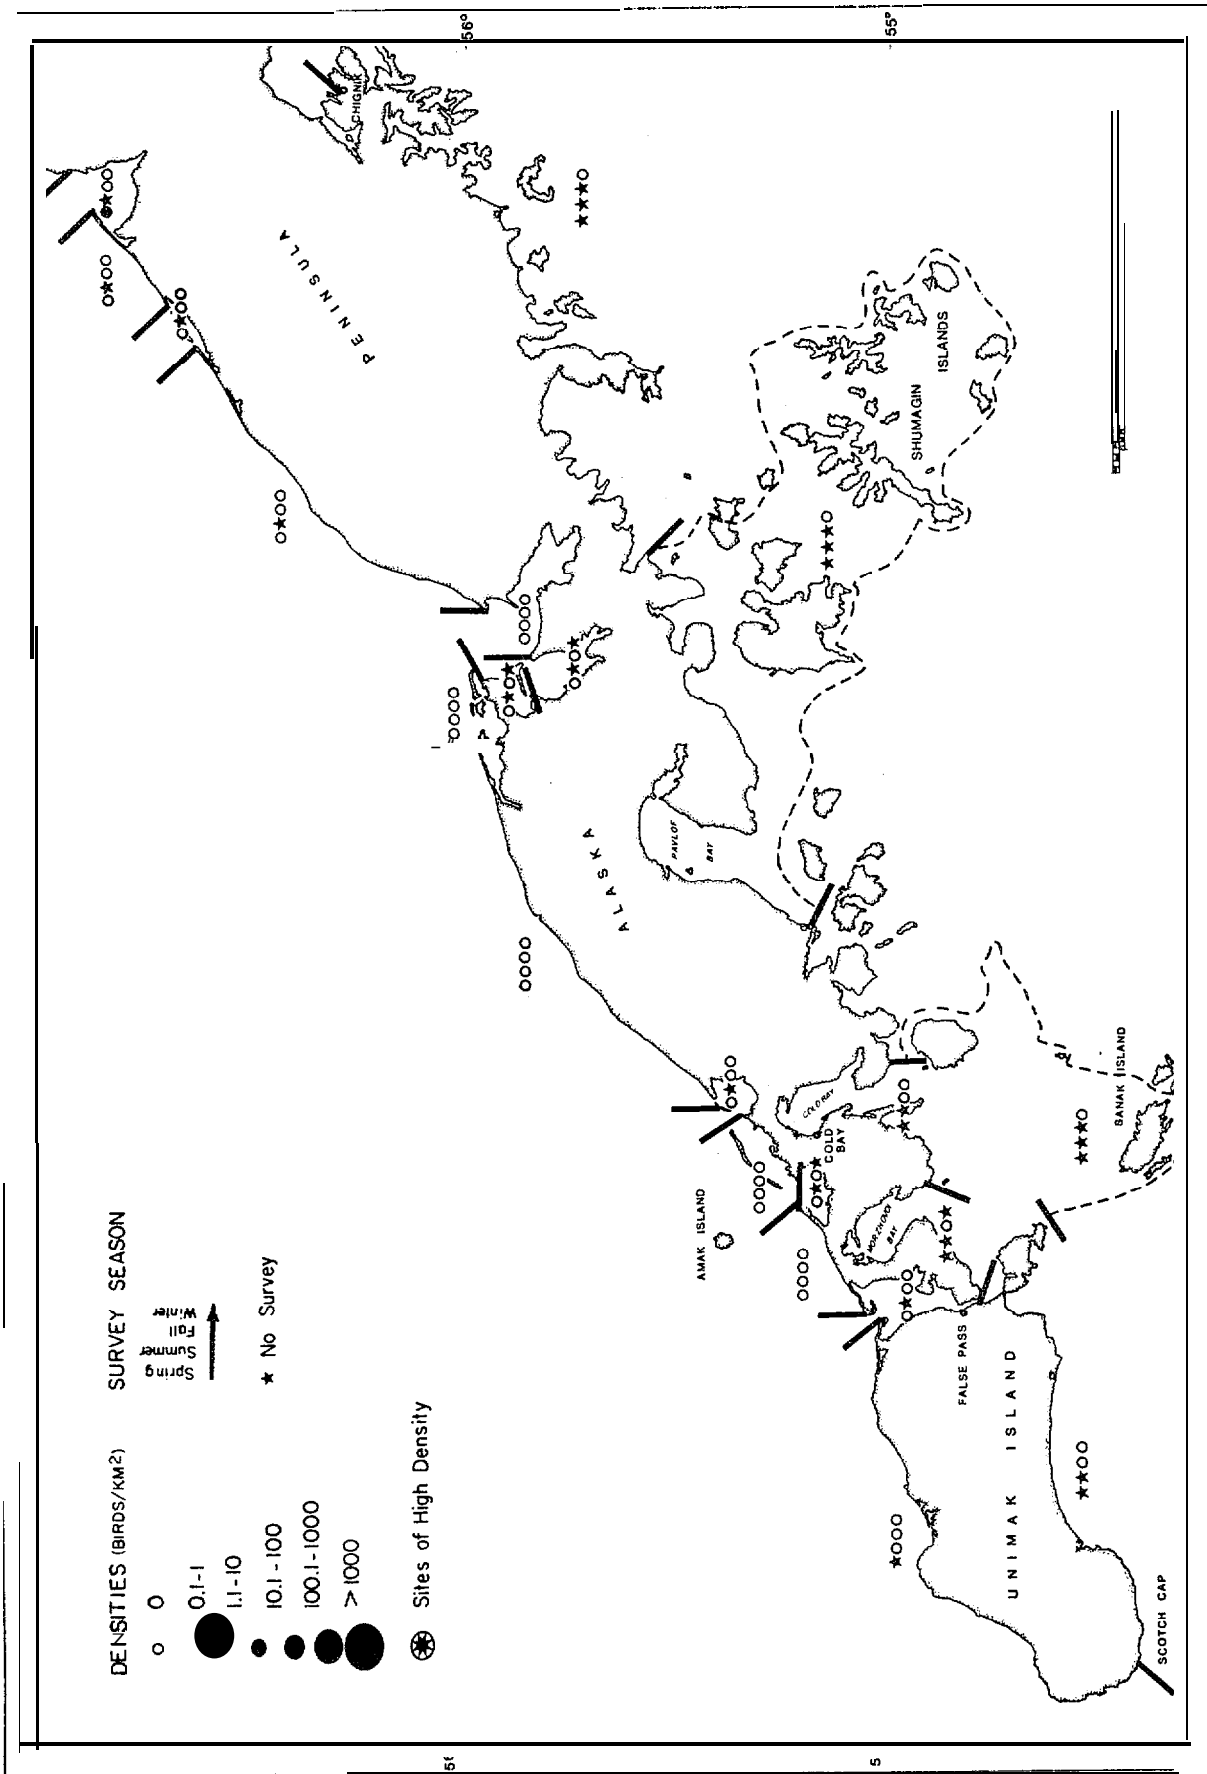 DENSITIES (BIRDS/KM2)
0
0.1-1
1.1-10
10.1-100
100.1-1000
>1000
Sites of High Density
SURVEY SEASON
Spring
Summer
Fall
Winter
★ No Survey
56°
55°
CHIGNIK
PENINSULA
ALASKA
SHUMAGIN
ISLANDS
PAVLOF
BAY
COLD BAY
COLD
BAY
AMAK ISLAND
MORZHOVOI
BAY
SANAK ISLAND
FALSE PASS
UNIMAK ISLAND
SCOTCH CAP
5